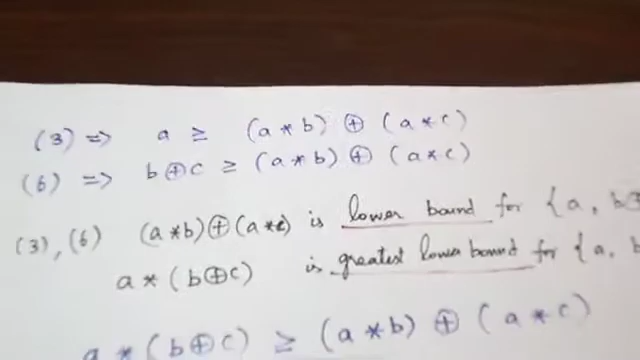 (3) => a ≥ (a * b) ⊕ (a * c)
(6) => b ⊕ c ≥ (a * b) ⊕ (a * c)
(3), (6) (a * b) ⊕ (a * c) is lower bound for {a, b ⊕
a * (b ⊕ c) is greatest lower bound for {a, b
a * (b ⊕ c) ≥ (a * b) ⊕ (a * c)